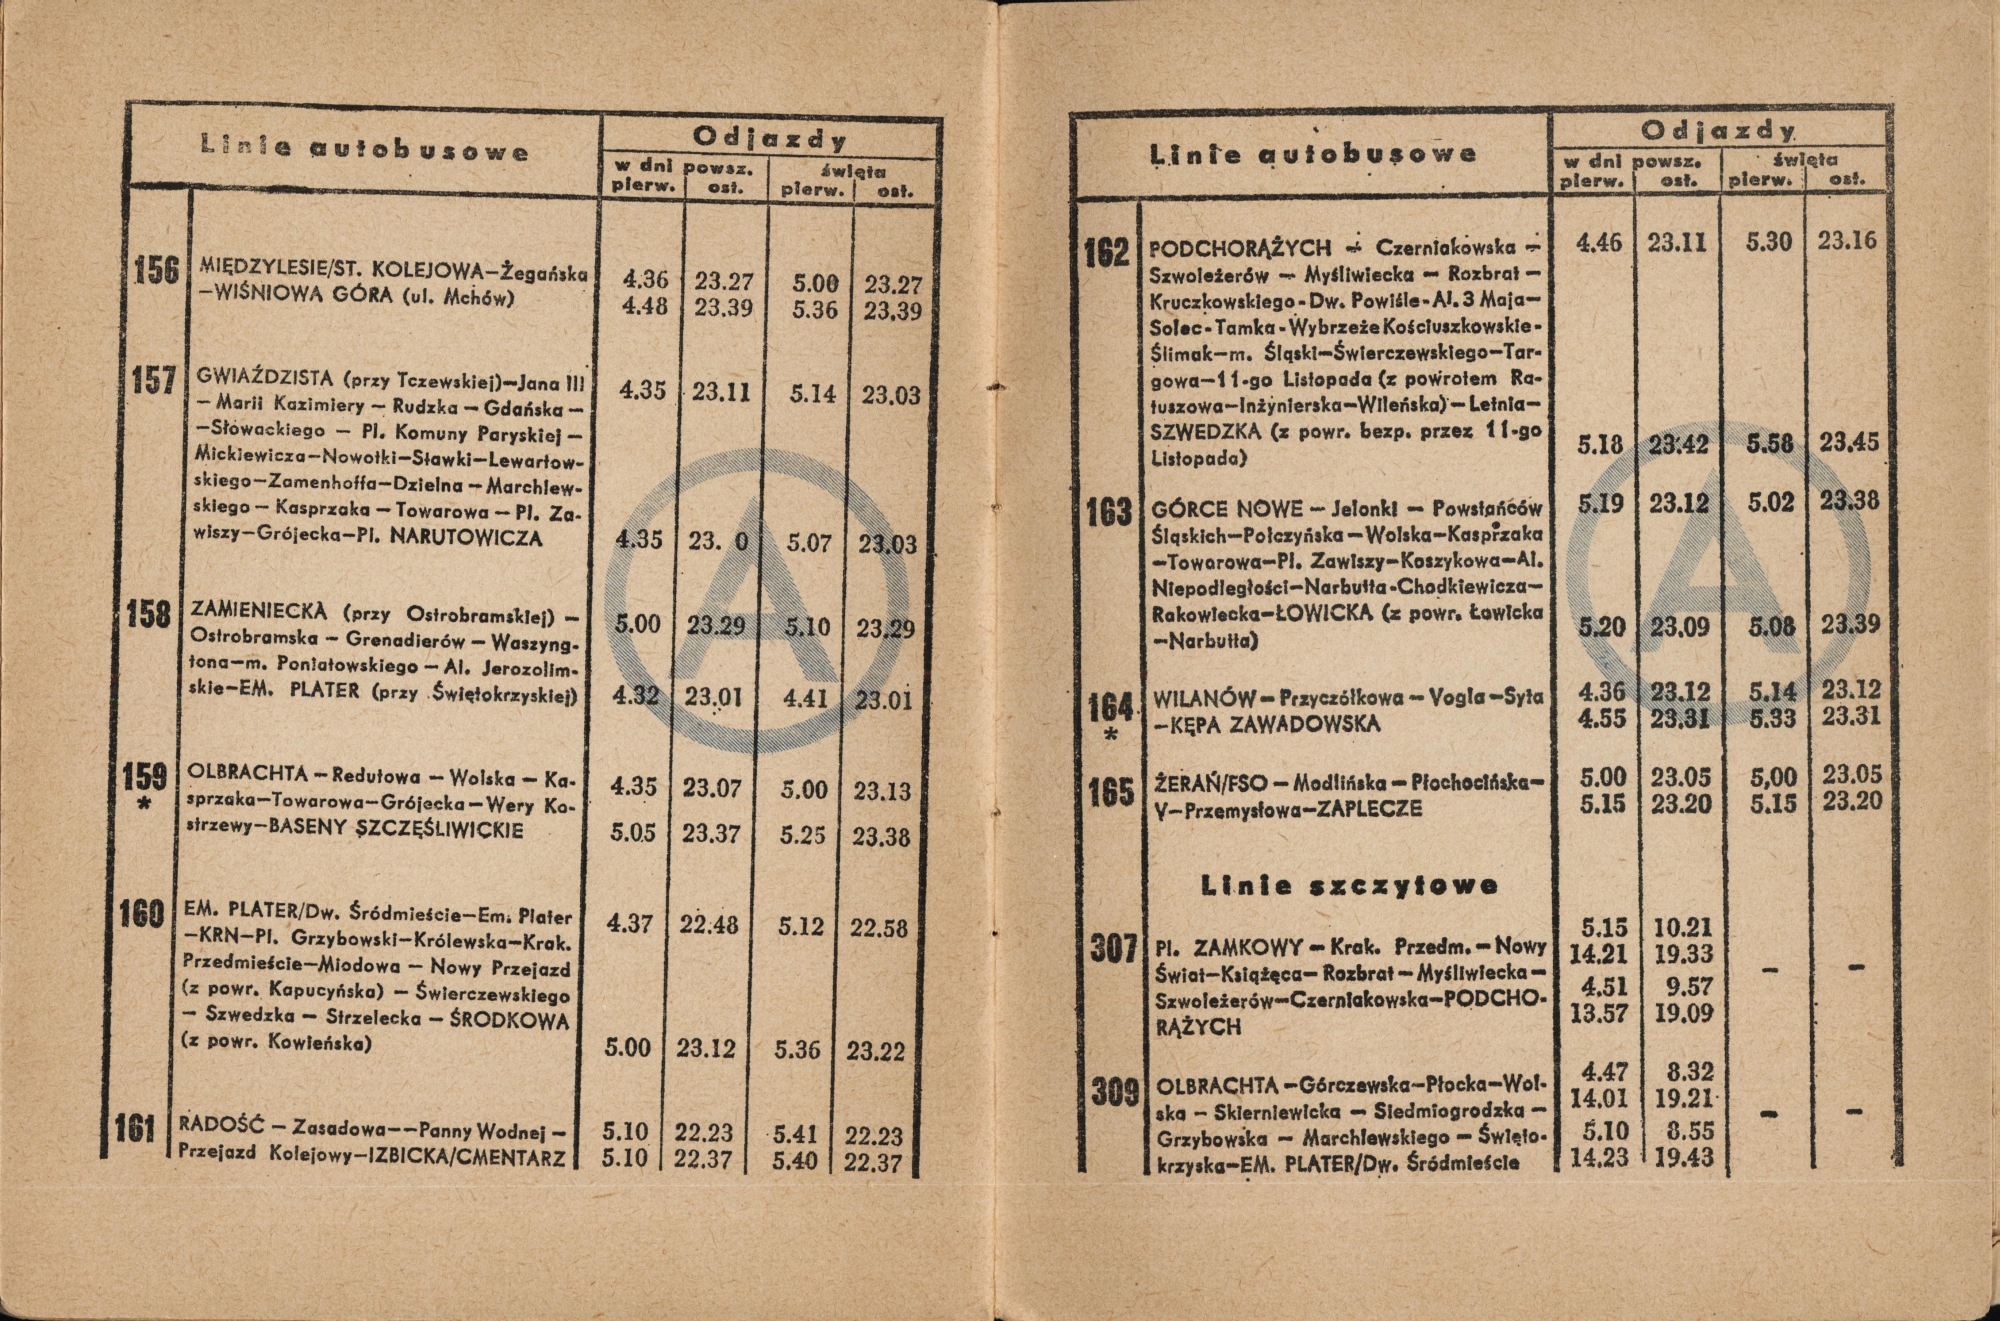 Linie autobusowe
Odjazdy
w dni powsz. święta
pierw. ost. pierw. ost.
156 MIĘDZYLESIE/ST. KOLEJOWA—Żegańska 4.36 23.27 5.00 23.27
—WIŚNIOWA GÓRA (ul. Mchów) 4.48 23.39 5.36 23.39
157 GWIAŹDZISTA (przy Tczewskiej)—Jana III 4.35 23.11 5.14 23.03
— Marii Kazimiery — Rudzka — Gdańska —
—Słowackiego — Pl. Komuny Paryskiej —
Mickiewicza—Nowotki—Stawki—Lewartow-
skiego—Zamenhoffa—Dzielna — Marchlew-
skiego — Kasprzaka — Towarowa — Pl. Za-
wiszy—Grójecka—Pl. NARUTOWICZA 4.35 23. 0 5.07 23.03
158 ZAMIENIECKA (przy Ostrobramskiej) — 5.00 23.29 5.10 23.29
Ostrobramska — Grenadierów — Waszyng-
tona—m. Poniatowskiego — Al. Jerozolim-
skie—EM. PLATER (przy Świętokrzyskiej) 4.32 23.01 4.41 23.01
159 OLBRACHTA — Redutowa — Wolska — Ka- 4.35 23.07 5.00 23.13
* sprzaka—Towarowa—Grójecka—Wery Ko-
strzewy—BASENY SZCZĘŚLIWICKIE 5.05 23.37 5.25 23.38
160 EM. PLATER/Dw. Śródmieście—Em. Plater 4.37 22.48 5.12 22.58
—KRN—Pl. Grzybowski—Królewska—Krak.
Przedmieście—Miodowa — Nowy Przejazd
(z powr. Kapucyńska) — Świerczewskiego
— Szwedzka — Strzelecka — ŚRODKOWA
(z powr. Kowieńska) 5.00 23.12 5.36 23.22
161 RADOŚĆ — Zasadowa——Panny Wodnej — 5.10 22.23 5.41 22.23
Przejazd Kolejowy—IZBICKA/CMENTARZ 5.10 22.37 5.40 22.37
Linie autobusowe
Odjazdy
w dni powsz. święta
pierw. ost. pierw. ost.
162 PODCHORĄŻYCH — Czerniakowska — 4.46 23.11 5.30 23.16
Szwoleżerów — Myśliwiecka — Rozbrat —
Kruczkowskiego-Dw. Powiśle-Al. 3 Maja—
Solec-Tamka-Wybrzeże Kościuszkowskie-
Ślimak—m. Śląski—Świerczewskiego—Tar-
gowa—11-go Listopada (z powrotem Ra-
tuszowa—Inżynierska—Wileńska) — Letnia—
SZWEDZKA (z powr. bezp. przez 11-go 5.18 23.42 5.58 23.45
Listopada)
163 GÓRCE NOWE — Jelonki — Powstańców 5.19 23.12 5.02 23.38
Śląskich—Połczyńska—Wolska—Kasprzaka
—Towarowa—Pl. Zawiszy—Koszykowa—Al.
Niepodległości—Narbutta-Chodkiewicza—
Rakowiecka—ŁOWICKA (z powr. Łowicka 5.20 23.09 5.08 23.39
—Narbutta)
164 WILANÓW — Przyczółkowa — Vogla —Syta 4.36 23.12 5.14 23.12
* —KĘPA ZAWADOWSKA 4.55 23.31 5.33 23.31
165 ŻERAŃ/FSO — Modlińska — Płochocińska— 5.00 23.05 5,00 23.05
V—Przemysłowa—ZAPLECZE 5.15 23.20 5.15 23.20
Linie szczytowe
5.15 10.21
307 Pl. ZAMKOWY — Krak. Przedm. — Nowy 14.21 19.33
Świat—Książęca— Rozbrat — Myśliwiecka — – –
Szwoleżerów—Czerniakowska—PODCHO- 4.51 9.57
RĄŻYCH 13.57 19.09
4.47 8.32
309 OLBRACHTA —Górczewska—Płocka—Wol- 14.01 19.21
ska — Skierniewicka — Siedmiogrodzka — – –
Grzybowska — Marchlewskiego — Święto- 5.10 8.55
krzyska—EM. PLATER/Dw. Śródmieście 14.23 19.43